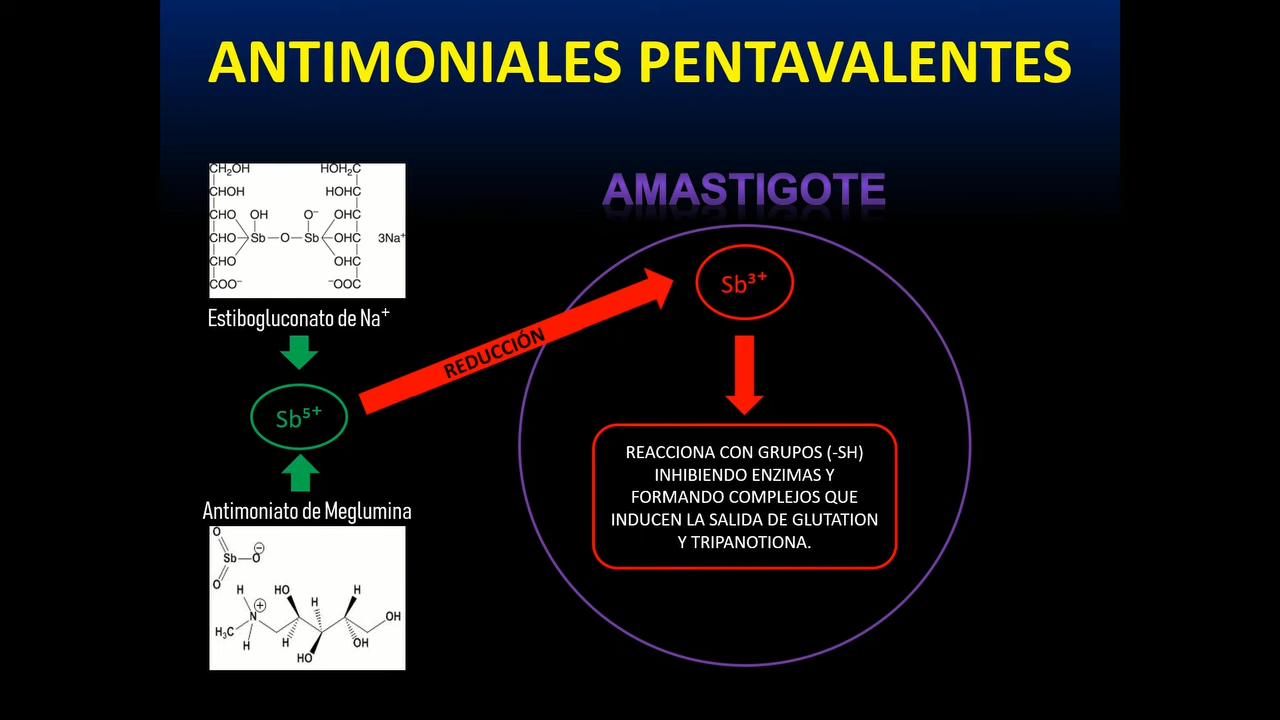 ANTIMONIALES PENTAVALENTES
CH₂OH HOH₂C
CHOH HOHC
CHO OH O⁻ OHC
CHO Sb O Sb OHC 3Na⁺
CHO OHC
COO⁻ ⁻OOC
Estibogluconato de Na⁺
Sb⁵⁺
Antimoniato de Meglumina
O
Sb O ⊖
O
H HO H H
N ⊕ OH
H₃C
H H HO OH
REDUCCIÓN
AMASTIGOTE
Sb³⁺
REACCIONA CON GRUPOS (-SH)
INHIBIENDO ENZIMAS Y
FORMANDO COMPLEJOS QUE
INDUCEN LA SALIDA DE GLUTATION
Y TRIPANOTIONA.